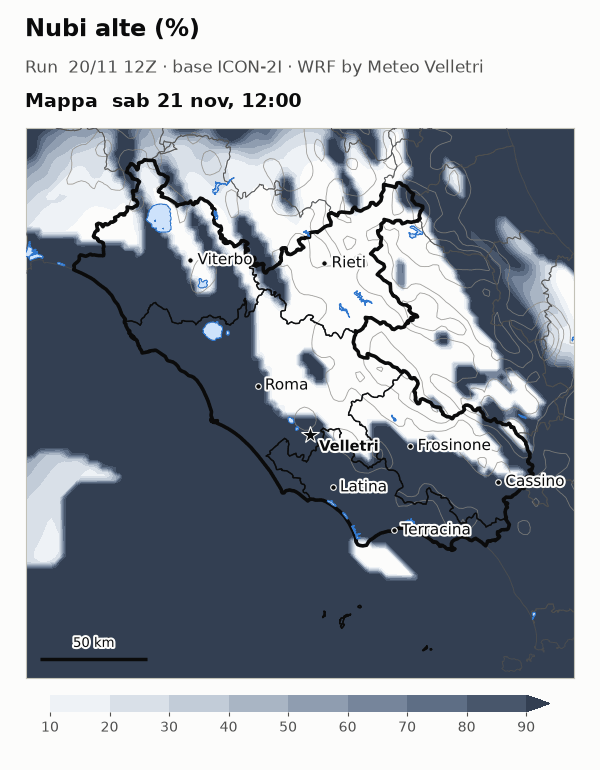 Nubi alte (%)
Run  20/11 12Z · base ICON-2I · WRF by Meteo Velletri
Mappa  sab 21 nov, 12:00
Viterbo
Rieti
Roma
Velletri
Frosinone
Cassino
Latina
Terracina
50 km
10 20 30 40 50 60 70 80 90